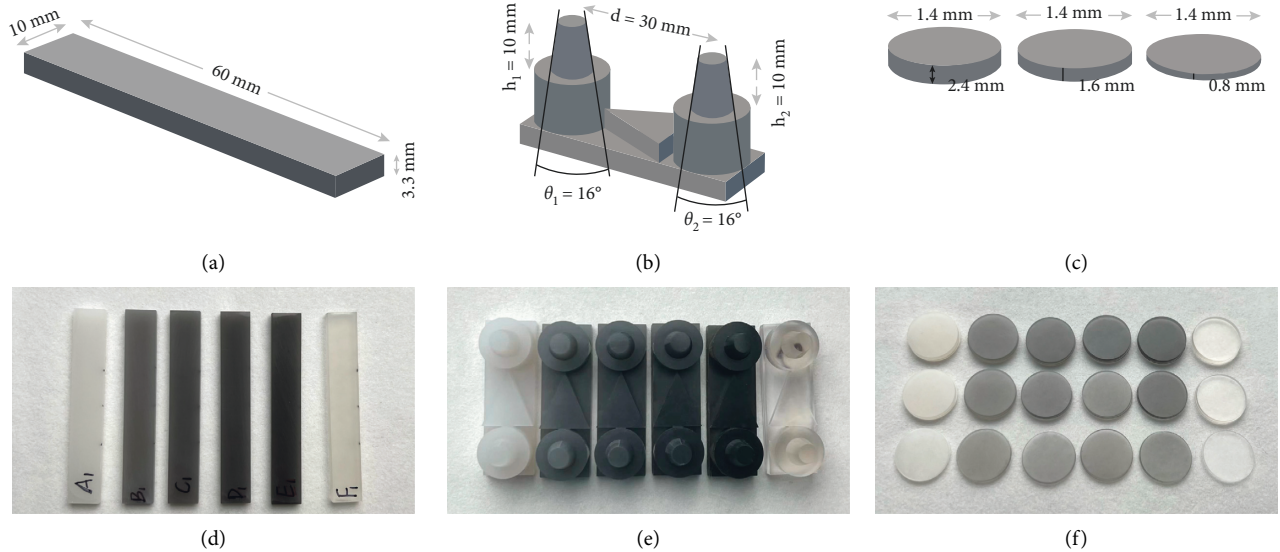 10 mm
60 mm
3.3 mm
(a)
h1 = 10 mm
d = 30 mm
h2 = 10 mm
θ1 = 16°
θ2 = 16°
(b)
1.4 mm
1.4 mm
1.4 mm
2.4 mm
1.6 mm
0.8 mm
(c)
A1
B1
C1
D1
E1
F1
(d)
(e)
(f)